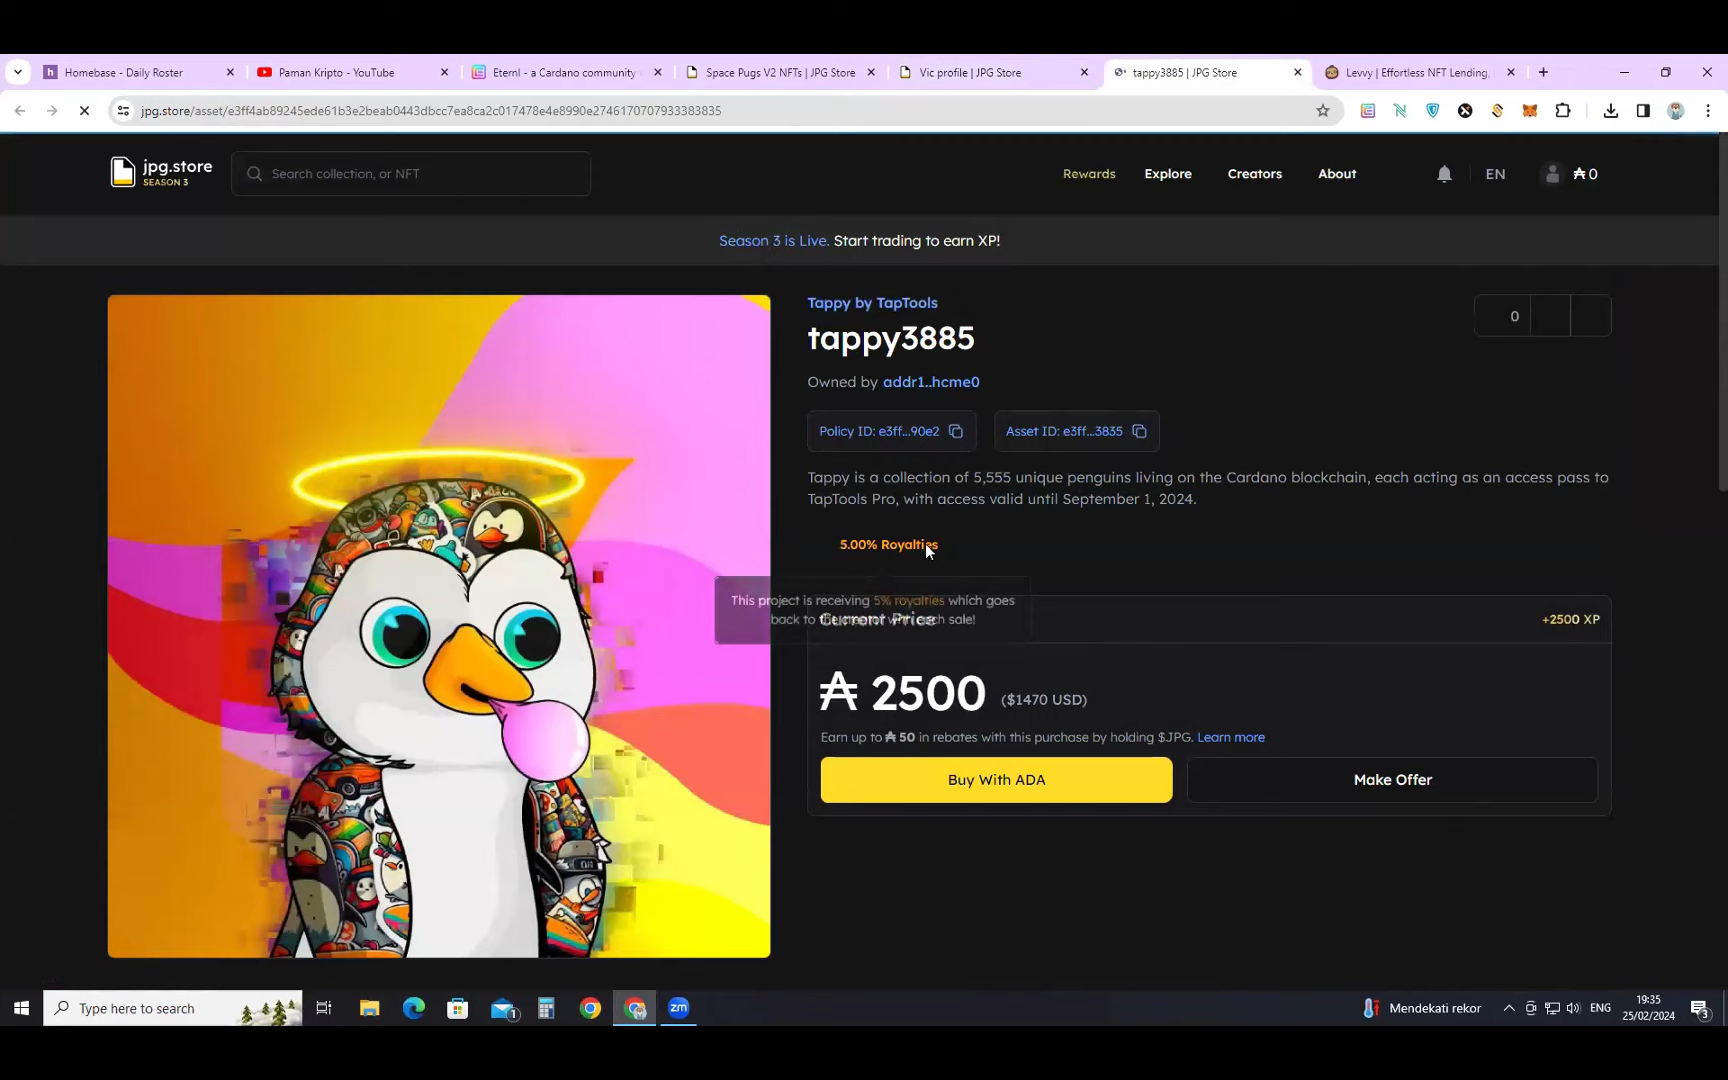 Homebase - Daily Roster
Paman Kripto - YouTube
Eternl - a Cardano community
Space Pugs V2 NFTs | JPG Store
Vic profile | JPG Store
tappy3885 | JPG Store
Levvy | Effortless NFT Lending,
jpg.store/asset/e3ff4ab89245ede61b3e2beab0443dbcc7ea8ca2c017478e4e8990e2746170707933383835
jpg.store
SEASON 3
Search collection, or NFT
Rewards
Explore
Creators
About
EN
₳ 0
Season 3 is Live. Start trading to earn XP!
Tappy by TapTools
tappy3885
0
Owned by addr1..hcme0
Policy ID: e3ff...90e2
Asset ID: e3ff...3835
Tappy is a collection of 5,555 unique penguins living on the Cardano blockchain, each acting as an access pass to
TapTools Pro, with access valid until September 1, 2024.
5.00% Royalties
This project is receiving 5% royalties which goes
back to the creator with each sale!
Current Price
+2500 XP
₳ 2500 ($1470 USD)
Earn up to ₳ 50 in rebates with this purchase by holding $JPG. Learn more
Buy With ADA
Make Offer
Type here to search
1
zm
Mendekati rekor
ENG
19:35
25/02/2024
3